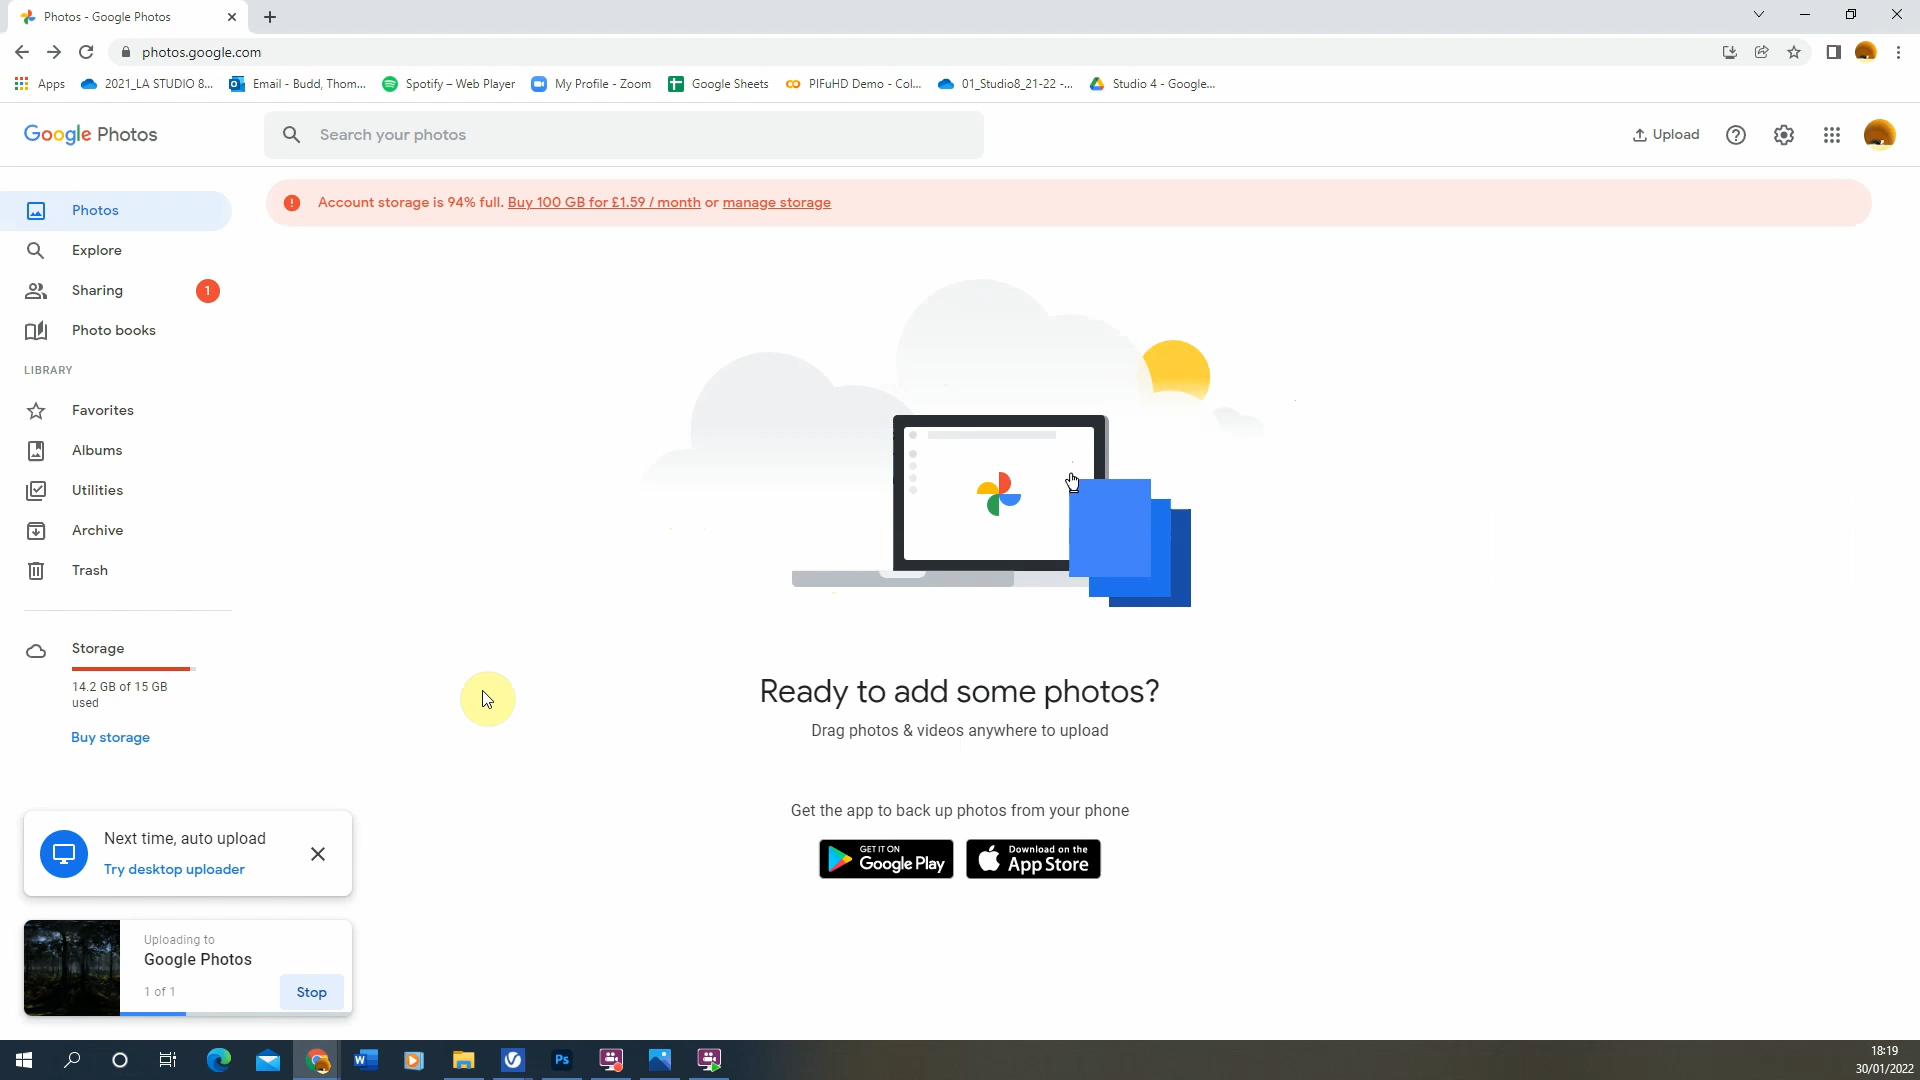 Photos - Google Photos
photos.google.com
Apps
2021_LA STUDIO 8...
Email - Budd, Thom...
Spotify – Web Player
My Profile - Zoom
Google Sheets
PIFuHD Demo - Col...
01_Studio8_21-22 -...
Studio 4 - Google...
Google Photos
Search your photos
Upload
Account storage is 94% full. Buy 100 GB for £1.59 / month or manage storage
Photos
Explore
Sharing
1
Photo books
LIBRARY
Favorites
Albums
Utilities
Archive
Trash
Storage
14.2 GB of 15 GB
used
Buy storage
Ready to add some photos?
Drag photos & videos anywhere to upload
Get the app to back up photos from your phone
GET IT ON
Google Play
Download on the
App Store
Next time, auto upload
Try desktop uploader
Uploading to
Google Photos
1 of 1
Stop
W
Ps
18:19
30/01/2022